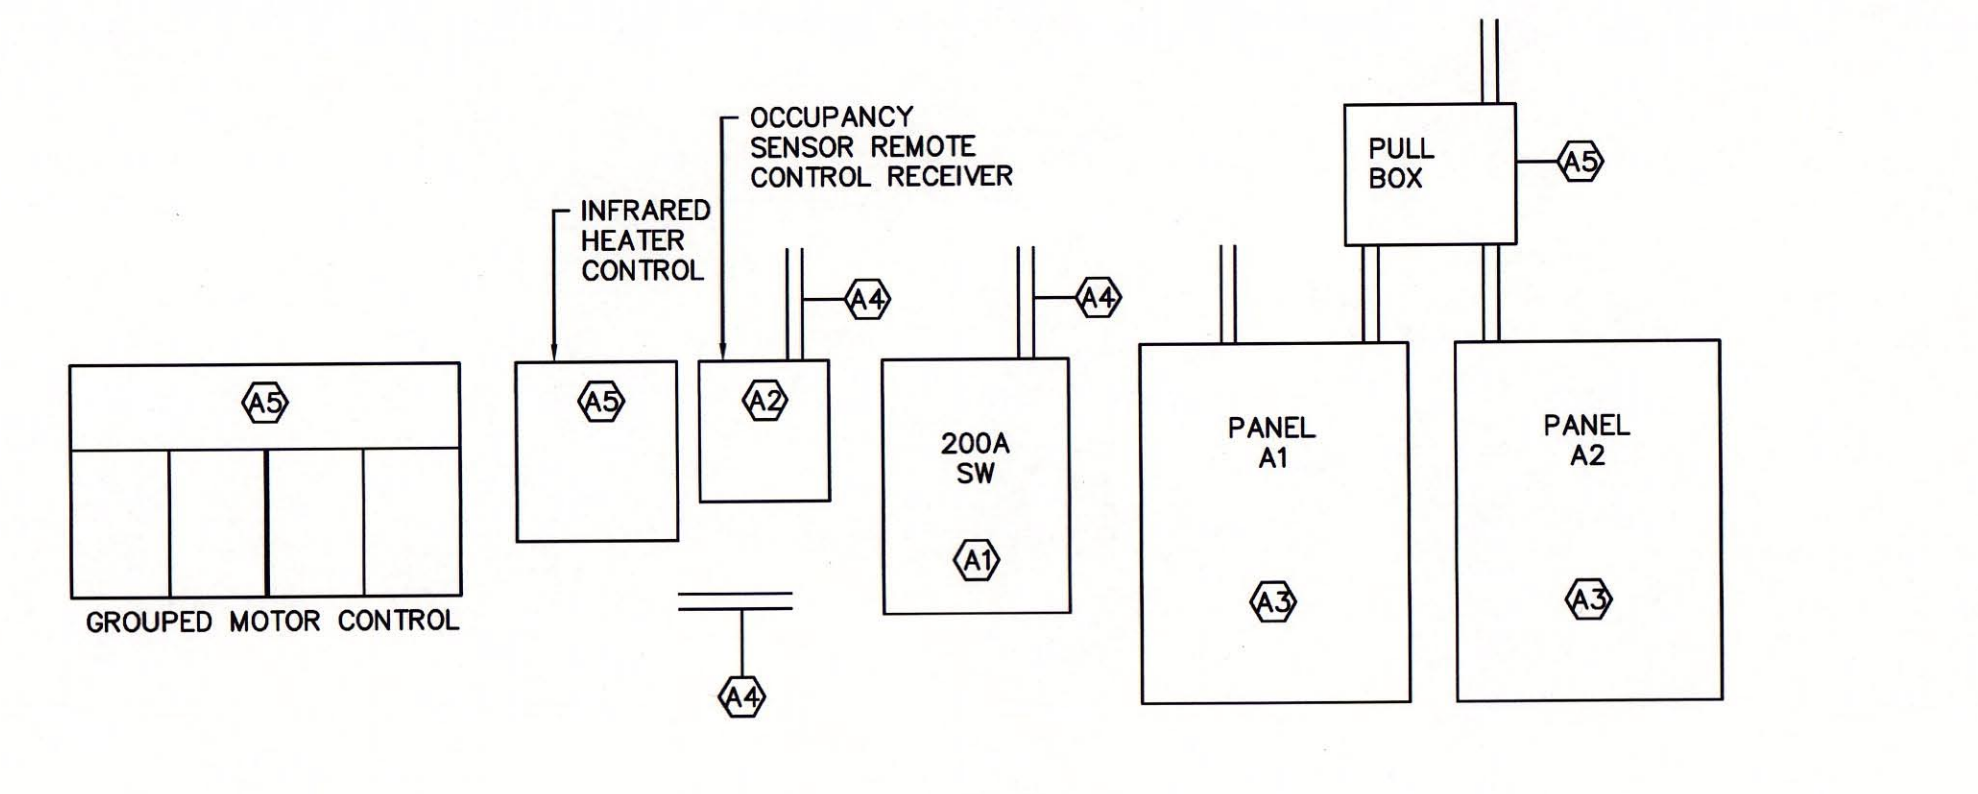 OCCUPANCY
SENSOR REMOTE
CONTROL RECEIVER
INFRARED
HEATER
CONTROL
PULL
BOX
A5
A4
A4
A5
A5
A2
200A
SW
A1
PANEL
A1
A3
PANEL
A2
A3
GROUPED MOTOR CONTROL
A4